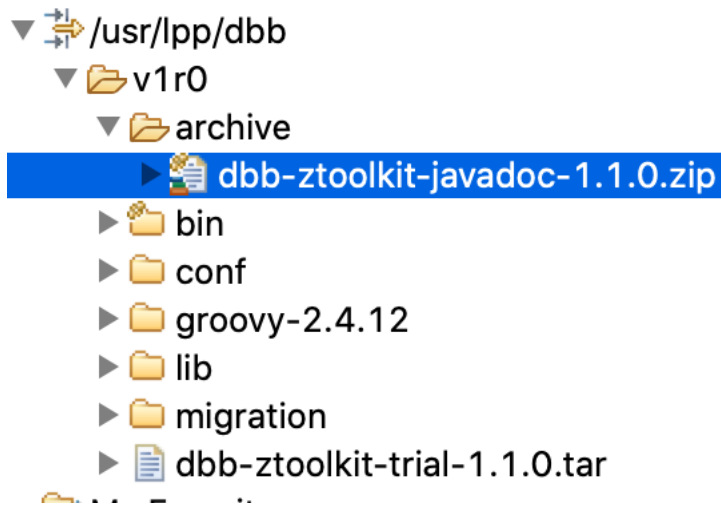 /usr/lpp/dbb
v1r0
archive
dbb-ztoolkit-javadoc-1.1.0.zip
bin
conf
groovy-2.4.12
lib
migration
dbb-ztoolkit-trial-1.1.0.tar